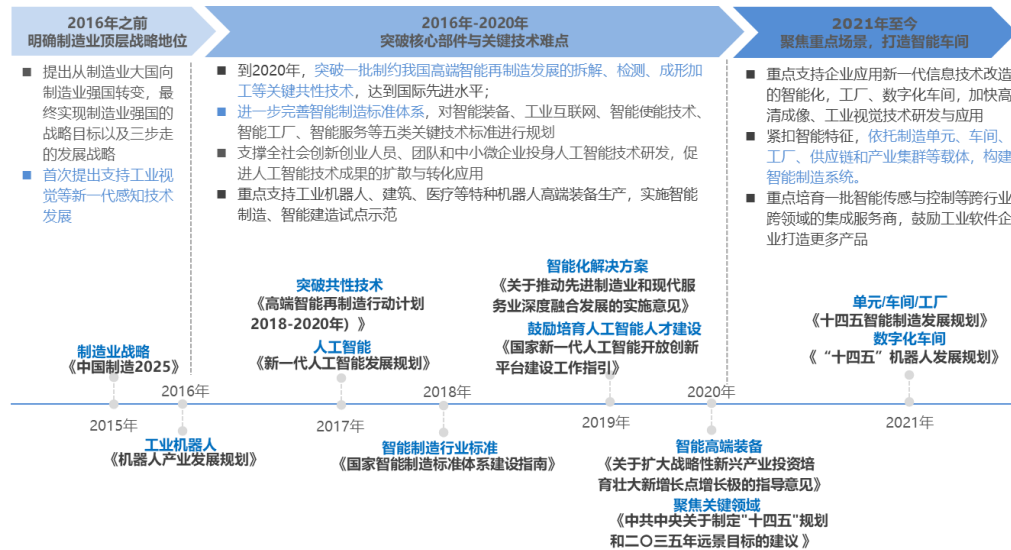 2016年之前
明确制造业顶层战略地位
2016年-2020年
突破核心部件与关键技术难点
2021年至今
聚焦重点场景，打造智能车间
■ 提出从制造业大国向
制造业强国转变，最
终实现制造业强国的
战略目标以及三步走
的发展战略
■ 首次提出支持工业视
觉等新一代感知技术
发展
■ 到2020年，突破一批制约我国高端智能再制造发展的拆解、检测、成形加
工等关键共性技术，达到国际先进水平；
■ 进一步完善智能制造标准体系，对智能装备、工业互联网、智能使能技术、
智能工厂、智能服务等五类关键技术标准进行规划
■ 支撑全社会创新创业人员、团队和中小微企业投身人工智能技术研发，促
进人工智能技术成果的扩散与转化应用
■ 重点支持工业机器人、建筑、医疗等特种机器人高端装备生产，实施智能
制造、智能建造试点示范
■ 重点支持企业应用新一代信息技术改造
的智能化，工厂、数字化车间，加快高
清成像、工业视觉技术研发与应用
■ 紧扣智能特征，依托制造单元、车间、
工厂、供应链和产业集群等载体，构建
智能制造系统。
■ 重点培育一批智能传感与控制等跨行业
跨领域的集成服务商，鼓励工业软件企
业打造更多产品
制造业战略
《中国制造2025》
突破共性技术
《高端智能再制造行动计划
2018-2020年）》
人工智能
《新一代人工智能发展规划》
智能化解决方案
《关于推动先进制造业和现代服
务业深度融合发展的实施意见》
鼓励培育人工智能人才建设
《国家新一代人工智能开放创新
平台建设工作指引》
单元/车间/工厂
《十四五智能制造发展规划》
数字化车间
《 “十四五”机器人发展规划》
2015年
2016年
2017年
2018年
2019年
2020年
2021年
工业机器人
《机器人产业发展规划》
智能制造行业标准
《国家智能制造标准体系建设指南》
智能高端装备
《关于扩大战略性新兴产业投资培
育壮大新增长点增长极的指导意见》
聚焦关键领域
《中共中央关于制定"十四五"规划
和二〇三五年远景目标的建议 》